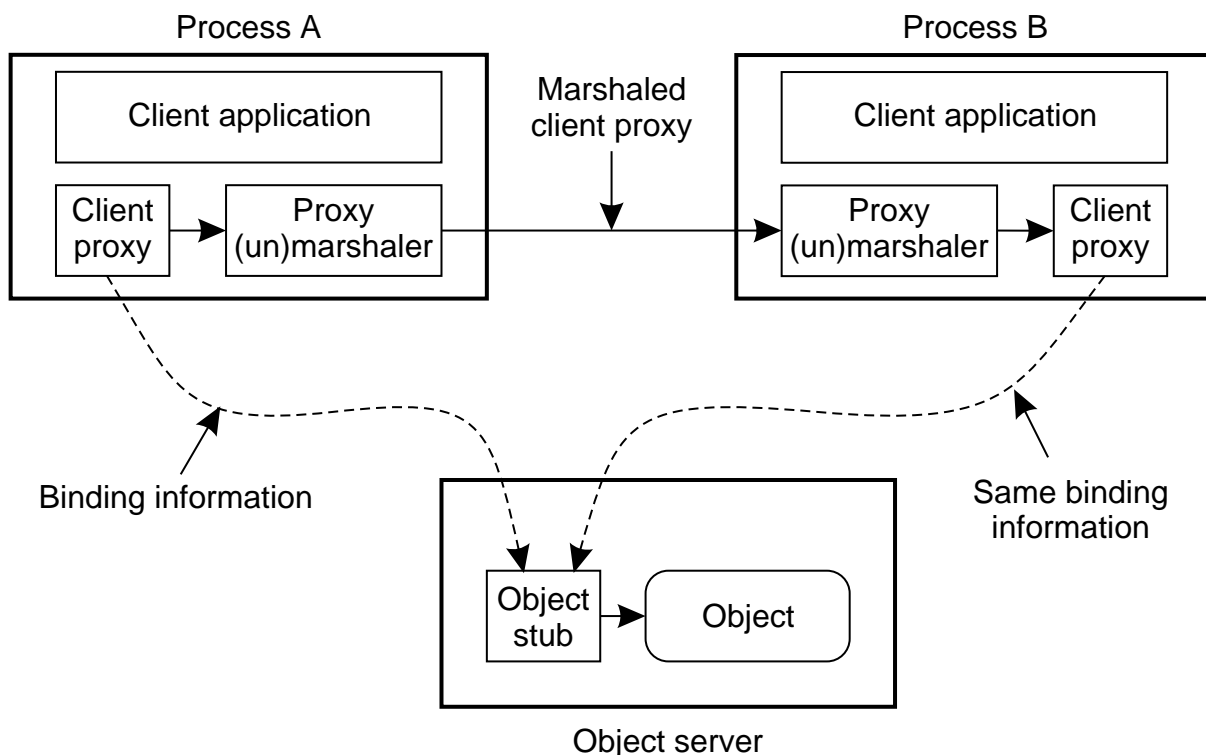 Process A
Process B
Client application
Marshaled
client proxy
Client application
Client
proxy
Proxy
(un)marshaler
Proxy
(un)marshaler
Client
proxy
Binding information
Same binding
information
Object
stub
Object
Object server